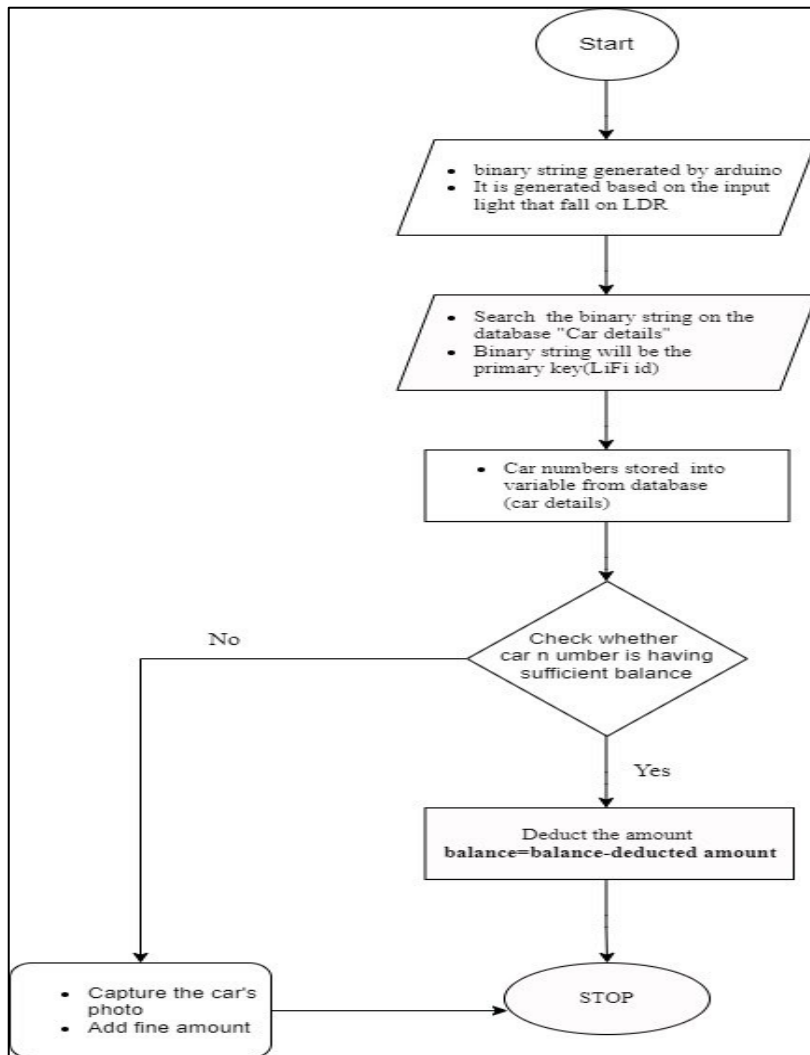 Start
• binary string generated by arduino
• It is generated based on the input
light that fall on LDR
• Search the binary string on the
database "Car details"
• Binary string will be the
primary key(LiFi id)
• Car numbers stored into
variable from database
(car details)
Check whether
car n umber is having
sufficient balance
No
Yes
Deduct the amount
balance=balance-deducted amount
• Capture the car's
photo
• Add fine amount
STOP